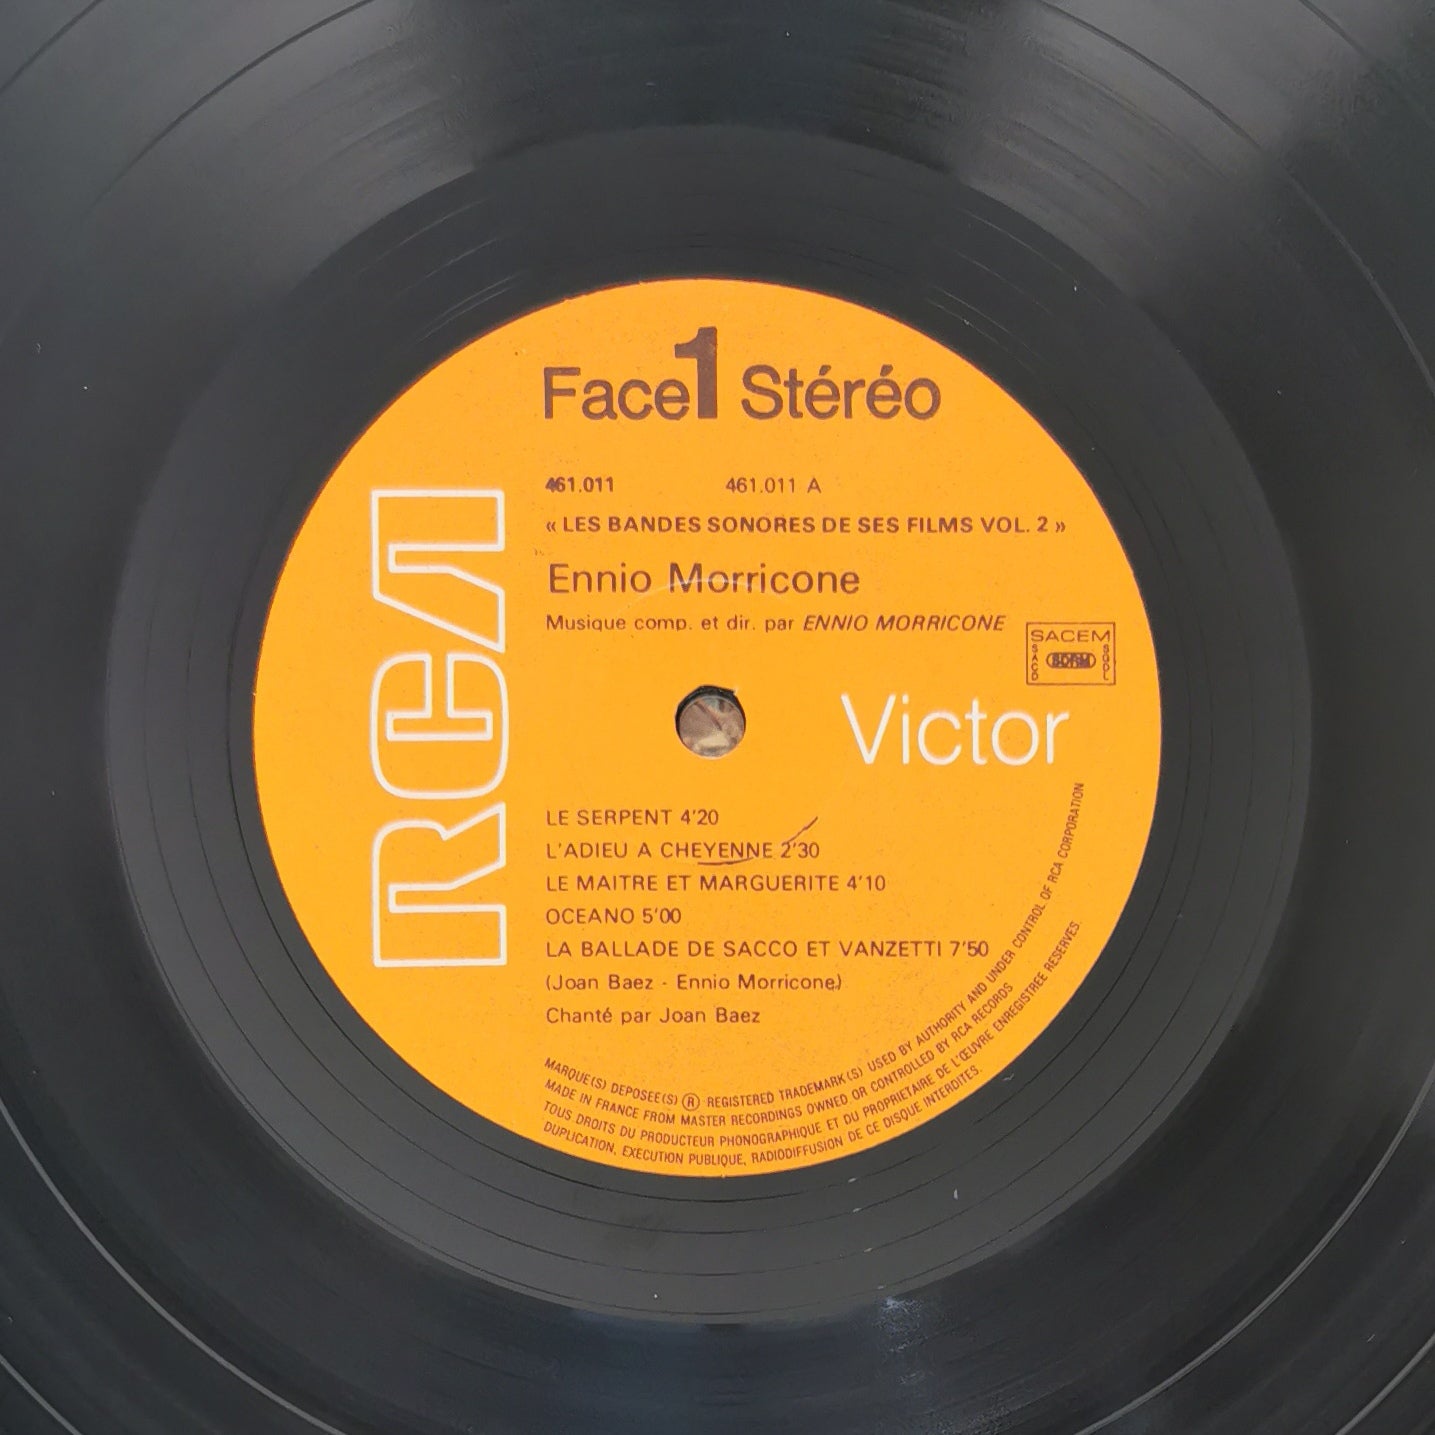 Face 1 Stéréo
461.011 461.011 A
« LES BANDES SONORES DE SES FILMS VOL. 2 »
Ennio Morricone
Musique comp. et dir. par ENNIO MORRICONE
SACEM
SACD SDRM SGDL
RCA
Victor
LE SERPENT 4'20
L'ADIEU A CHEYENNE 2'30
LE MAITRE ET MARGUERITE 4'10
OCEANO 5'00
LA BALLADE DE SACCO ET VANZETTI 7'50
(Joan Baez - Ennio Morricone)
Chanté par Joan Baez
MARQUE(S) DEPOSEE(S) ® REGISTERED TRADEMARK(S) USED BY AUTHORITY AND UNDER CONTROL OF RCA CORPORATION
MADE IN FRANCE FROM MASTER RECORDINGS OWNED OR CONTROLLED BY RCA RECORDS
TOUS DROITS DU PRODUCTEUR PHONOGRAPHIQUE ET DU PROPRIETAIRE DE L'ŒUVRE ENREGISTREE RESERVES.
DUPLICATION, EXECUTION PUBLIQUE, RADIODIFFUSION DE CE DISQUE INTERDITES.